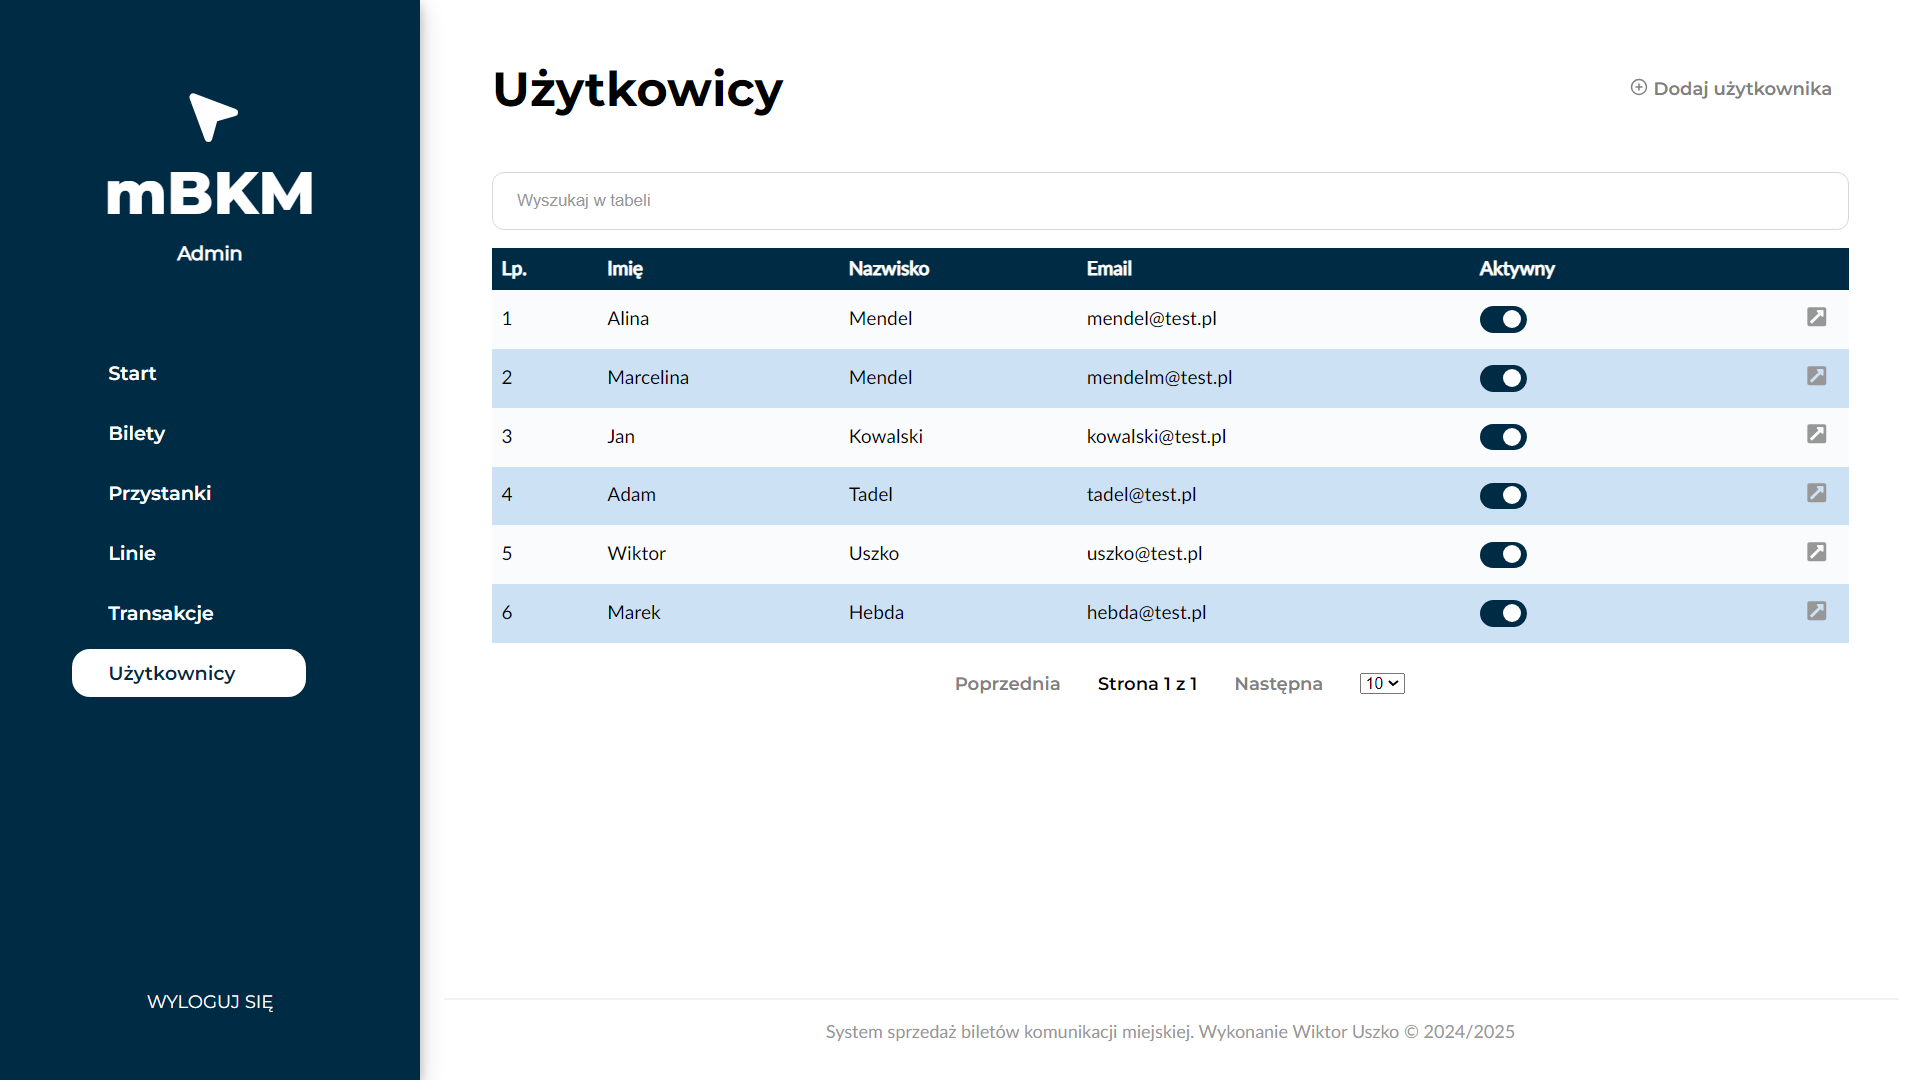 mBKM
Admin
Start
Bilety
Przystanki
Linie
Transakcje
Użytkownicy
WYLOGUJ SIĘ
Użytkowicy
Dodaj użytkownika
Wyszukaj w tabeli
Lp. Imię Nazwisko Email Aktywny
1 Alina Mendel mendel@test.pl
2 Marcelina Mendel mendelm@test.pl
3 Jan Kowalski kowalski@test.pl
4 Adam Tadel tadel@test.pl
5 Wiktor Uszko uszko@test.pl
6 Marek Hebda hebda@test.pl
Poprzednia Strona 1 z 1 Następna 10
System sprzedaż biletów komunikacji miejskiej. Wykonanie Wiktor Uszko © 2024/2025